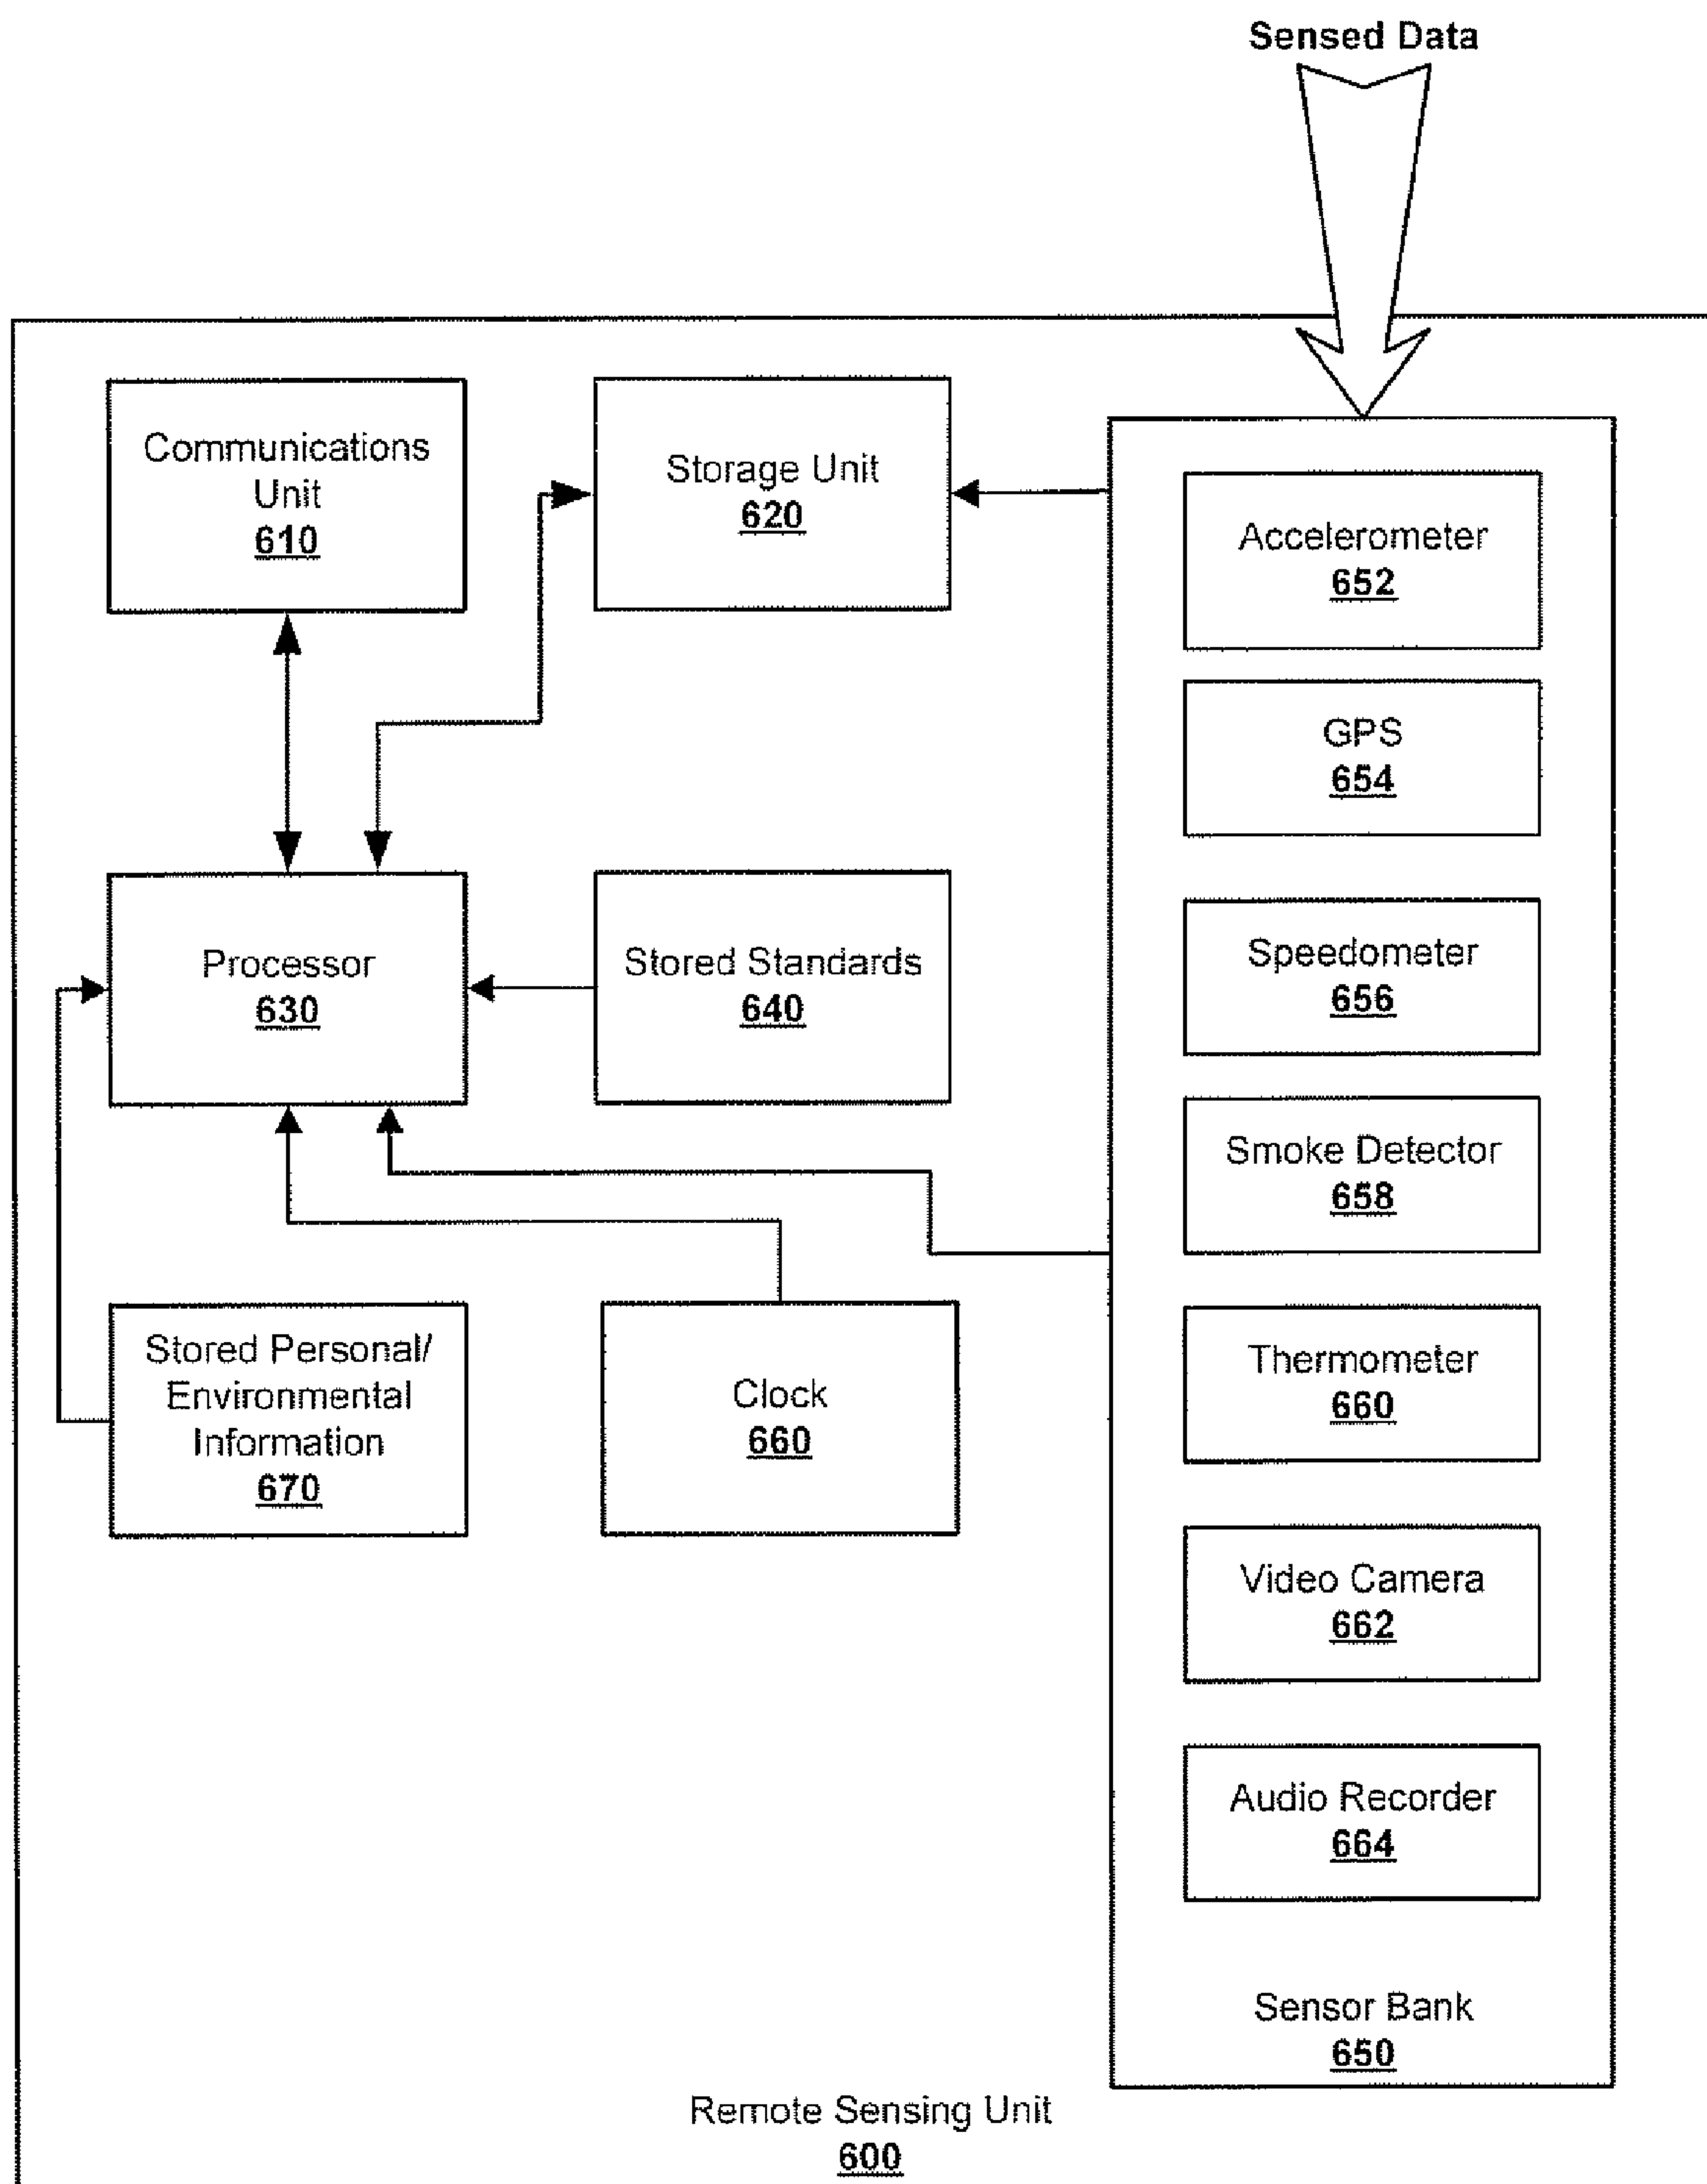 Sensed Data
Communications
Unit
610
Storage Unit
620
Accelerometer
652
GPS
654
Processor
630
Stored Standards
640
Speedometer
656
Smoke Detector
658
Stored Personal/
Environmental
Information
670
Clock
660
Thermometer
660
Video Camera
662
Audio Recorder
664
Sensor Bank
650
Remote Sensing Unit
600